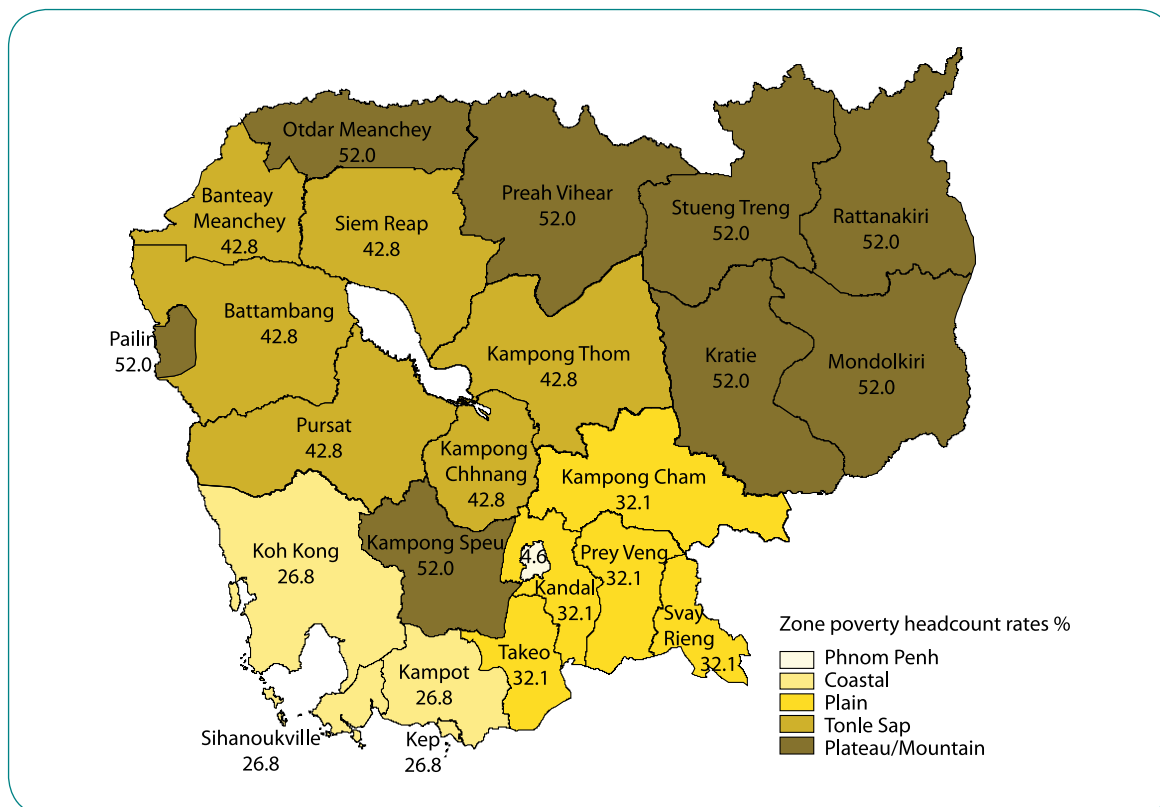 Otdar Meanchey
52.0
Preah Vihear
52.0
Stueng Treng
52.0
Rattanakiri
52.0
Banteay
Meanchey
42.8
Siem Reap
42.8
Battambang
42.8
Pailin
52.0
Kampong Thom
42.8
Kratie
52.0
Mondolkiri
52.0
Pursat
42.8
Kampong
Chhnang
42.8
Kampong Cham
32.1
Koh Kong
26.8
Kampong Speu
52.0
4.6
Kandal
32.1
Prey Veng
32.1
Svay
Rieng
32.1
Takeo
32.1
Kampot
26.8
Sihanoukville
26.8
Kep
26.8
Zone poverty headcount rates %
Phnom Penh
Coastal
Plain
Tonle Sap
Plateau/Mountain